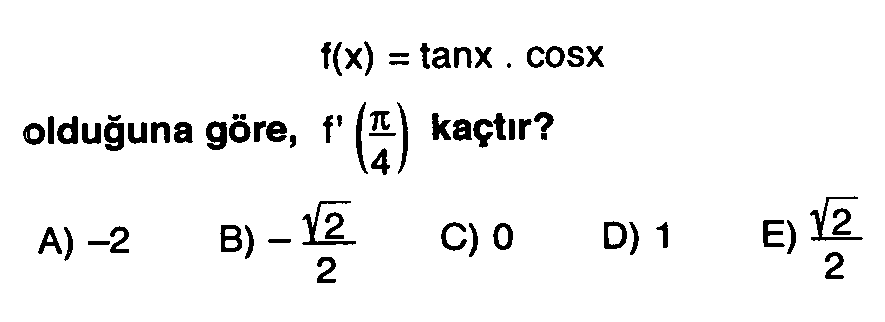 f(x) = tanx . cosx
olduğuna göre, f'(π/4) kaçtır?
A) –2 B) –√2/2 C) 0 D) 1 E) √2/2